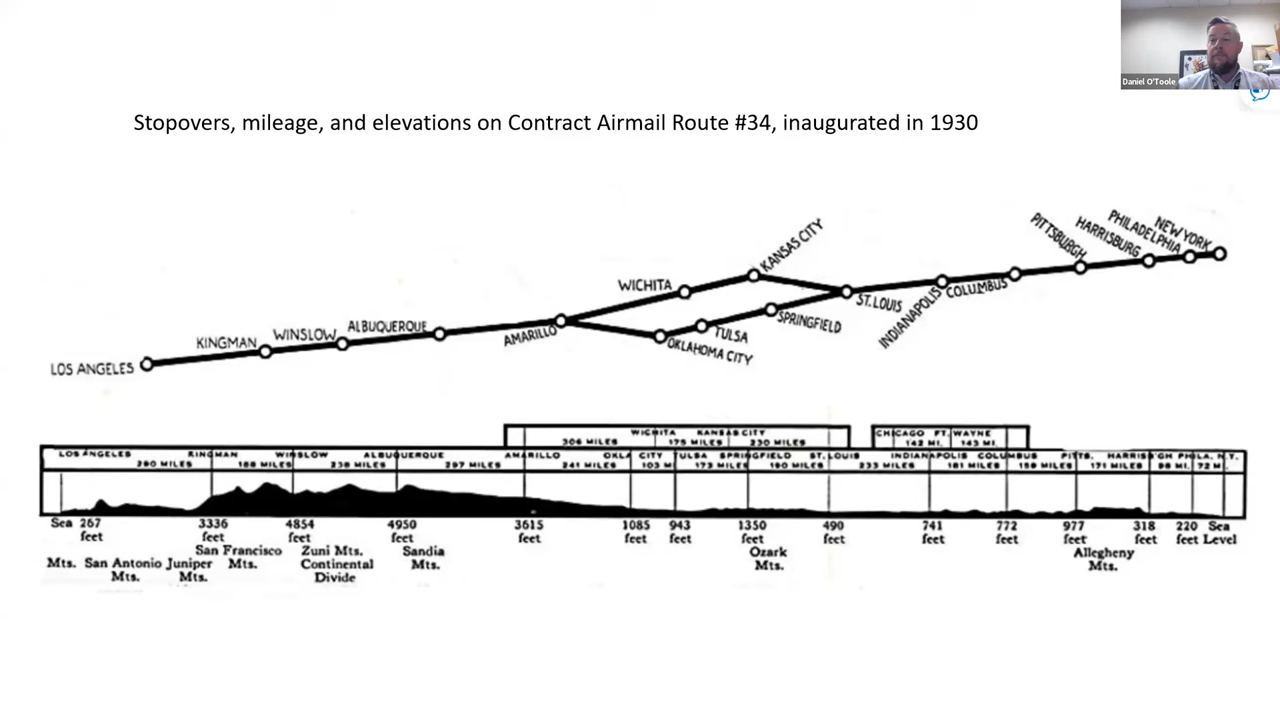 Daniel O'Toole
Stopovers, mileage, and elevations on Contract Airmail Route #34, inaugurated in 1930
NEW YORK
PHILADELPHIA
HARRISBURG
PITTSBURGH
KANSAS CITY
WICHITA
ST. LOUIS
INDIANAPOLIS
COLUMBUS
SPRINGFIELD
TULSA
OKLAHOMA CITY
AMARILLO
ALBUQUERQUE
WINSLOW
KINGMAN
LOS ANGELES
WICHITA KANSAS CITY
306 MILES 175 MILES 230 MILES
CHICAGO FT. WAYNE
142 MI. 143 MI.
LOS ANGELES KINGMAN WINSLOW ALBUQUERQUE AMARILLO OKLA CITY TULSA SPRINGFIELD ST. LOUIS INDIANAPOLIS COLUMBUS PITTS. HARRISB'GH PHILA. N.Y.
280 MILES 188 MILES 238 MILES 297 MILES 241 MILES 103 M 173 MILES 190 MILES 233 MILES 181 MILES 158 MILES 171 MILES 98 MI. 72 M.
Sea 267 3336 4854 4950 3615 1085 943 1350 490 741 772 977 318 220 Sea
feet feet feet feet feet feet feet feet feet feet feet feet feet feet Level
San Francisco Zuni Mts. Sandia Ozark Allegheny
Mts. San Antonio Juniper Mts. Continental Mts. Mts. Mts.
Mts. Mts. Divide